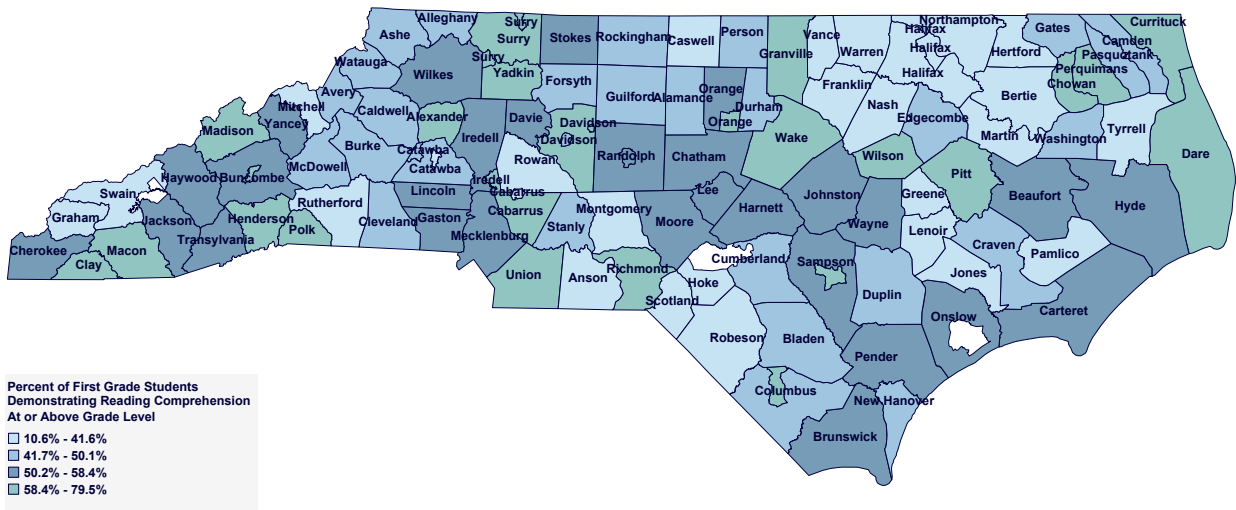 Ashe
Alleghany
Surry
Surry
Surry
Stokes
Rockingham
Caswell
Person
Granville
Vance
Warren
Halifax
Northampton
Halifax
Halifax
Hertford
Gates
Currituck
Camden
Pasquotank
Perquimans
Chowan
Watauga
Wilkes
Yadkin
Forsyth
Guilford
Alamance
Orange
Orange
Durham
Franklin
Nash
Edgecombe
Bertie
Mitchell
Avery
Yancey
Caldwell
Alexander
Iredell
Davie
Davidson
Davidson
Wake
Martin
Washington
Tyrrell
Dare
Madison
Burke
Catawba
Catawba
Rowan
Randolph
Chatham
Wilson
Pitt
Haywood
Buncombe
McDowell
Iredell
Cabarrus
Cabarrus
Lincoln
Lee
Johnston
Greene
Beaufort
Hyde
Swain
Graham
Jackson
Henderson
Rutherford
Polk
Cleveland
Gaston
Mecklenburg
Stanly
Montgomery
Moore
Harnett
Wayne
Lenoir
Craven
Pamlico
Cherokee
Clay
Macon
Transylvania
Union
Anson
Richmond
Scotland
Hoke
Cumberland
Sampson
Duplin
Jones
Onslow
Carteret
Robeson
Bladen
Pender
Columbus
New Hanover
Brunswick
Percent of First Grade Students
Demonstrating Reading Comprehension
At or Above Grade Level
10.6% - 41.6%
41.7% - 50.1%
50.2% - 58.4%
58.4% - 79.5%